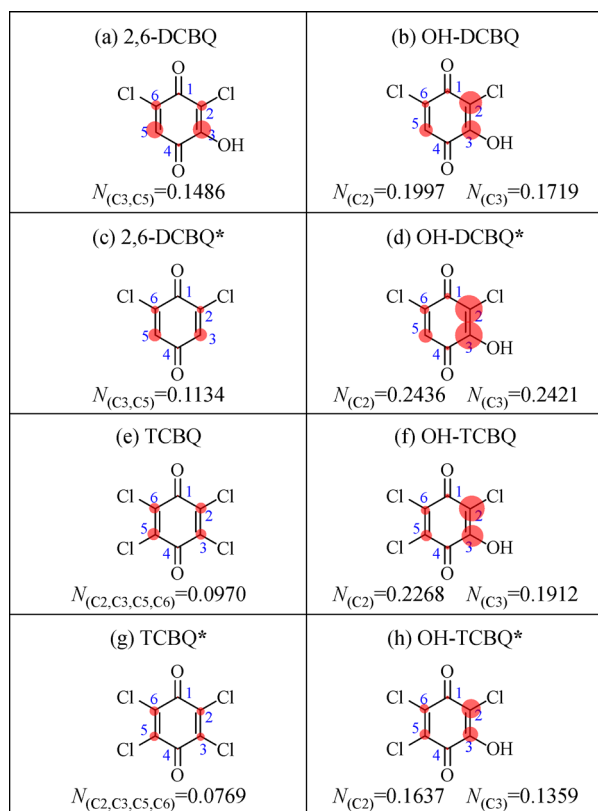 (a) 2,6-DCBQ
O
Cl 1 Cl
6 2
5 3
4 OH
O
N(C3,C5)=0.1486
(b) OH-DCBQ
O
Cl 1 Cl
6 2
5 3
4 OH
O
N(C2)=0.1997 N(C3)=0.1719
(c) 2,6-DCBQ*
O
Cl 1 Cl
6 2
5 3
4
O
N(C3,C5)=0.1134
(d) OH-DCBQ*
O
Cl 1 Cl
6 2
5 3
4 OH
O
N(C2)=0.2436 N(C3)=0.2421
(e) TCBQ
O
Cl 1 Cl
6 2
5 3
Cl 4 Cl
O
N(C2,C3,C5,C6)=0.0970
(f) OH-TCBQ
O
Cl 1 Cl
6 2
5 3
Cl 4 OH
O
N(C2)=0.2268 N(C3)=0.1912
(g) TCBQ*
O
Cl 1 Cl
6 2
5 3
Cl 4 Cl
O
N(C2,C3,C5,C6)=0.0769
(h) OH-TCBQ*
O
Cl 1 Cl
6 2
5 3
Cl 4 OH
O
N(C2)=0.1637 N(C3)=0.1359